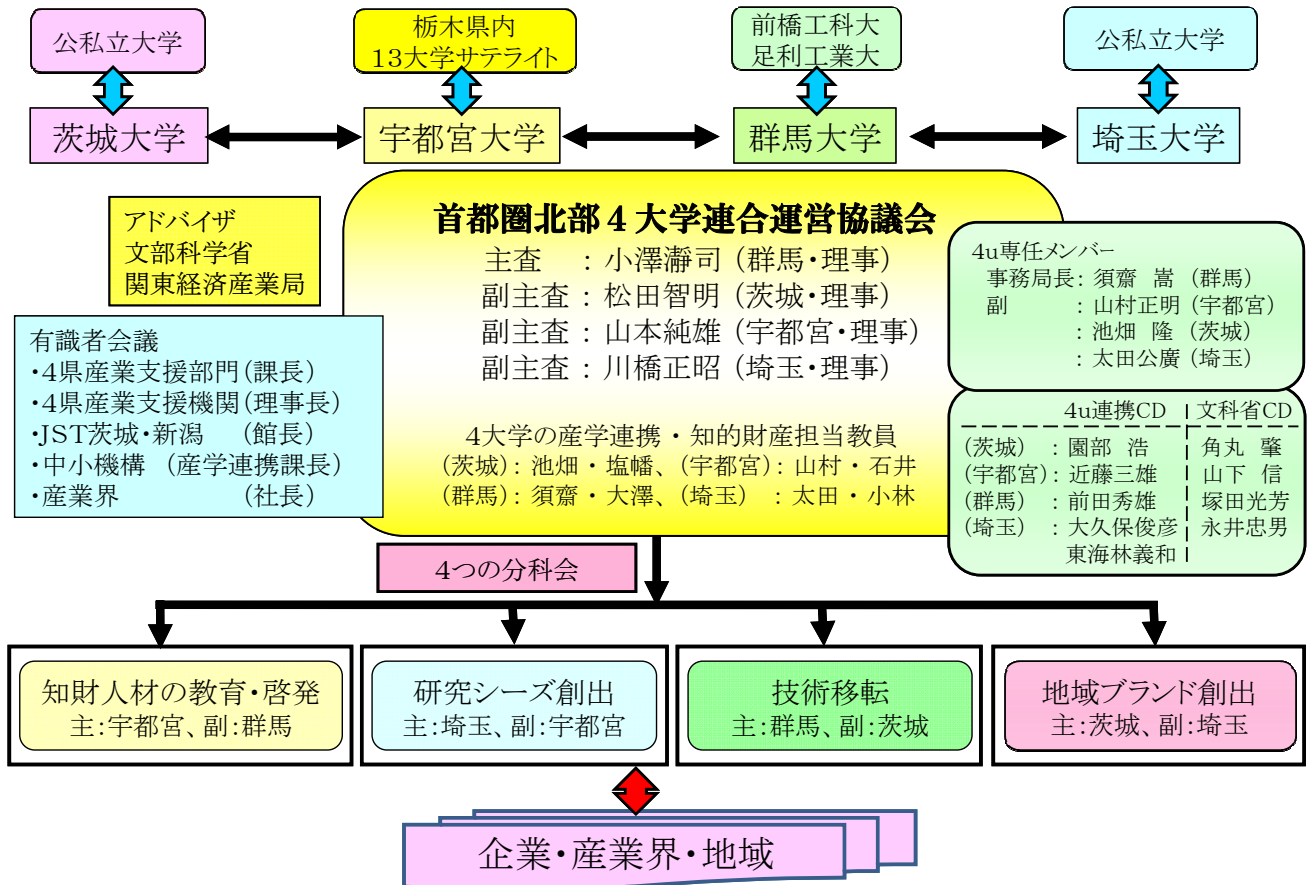 公私立大学
栃木県内
13大学サテライト
前橋工科大
足利工業大
公私立大学
茨城大学
宇都宮大学
群馬大学
埼玉大学
アドバイザ
文部科学省
関東経済産業局
有識者会議
・4県産業支援部門(課長)
・4県産業支援機関(理事長)
・JST茨城・新潟 (館長)
・中小機構 (産学連携課長)
・産業界 (社長)
首都圏北部4大学連合運営協議会
主査 : 小澤瀞司 (群馬・理事)
副主査 : 松田智明 (茨城・理事)
副主査 : 山本純雄 (宇都宮・理事)
副主査 : 川橋正昭 (埼玉・理事)
4大学の産学連携・知的財産担当教員
(茨城): 池畑・塩幡、(宇都宮): 山村・石井
(群馬): 須齋・大澤、(埼玉) : 太田・小林
4u専任メンバー
事務局長: 須齋 嵩 (群馬)
副 : 山村正明 (宇都宮)
: 池畑 隆 (茨城)
: 太田公廣 (埼玉)
4u連携CD 文科省CD
(茨城) : 園部 浩 角丸 肇
(宇都宮): 近藤三雄 山下 信
(群馬) : 前田秀雄 塚田光芳
(埼玉) : 大久保俊彦 永井忠男
東海林義和
4つの分科会
知財人材の教育・啓発
主:宇都宮、副:群馬
研究シーズ創出
主:埼玉、副:宇都宮
技術移転
主:群馬、副:茨城
地域ブランド創出
主:茨城、副:埼玉
企業・産業界・地域